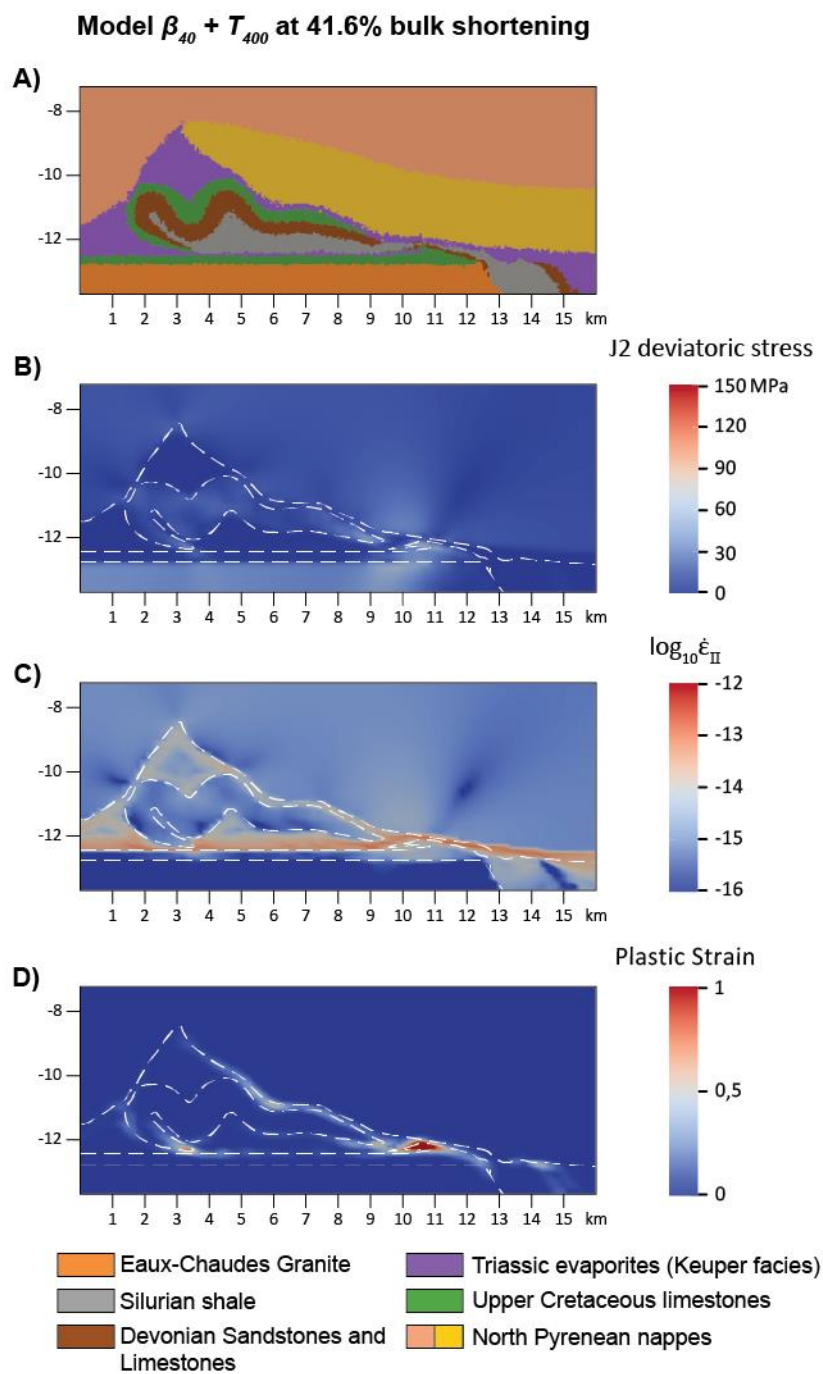 Model β40 + T400 at 41.6% bulk shortening
A)
-8
-10
-12
1 2 3 4 5 6 7 8 9 10 11 12 13 14 15 km
J2 deviatoric stress
B)
-8
-10
-12
1 2 3 4 5 6 7 8 9 10 11 12 13 14 15 km
150 MPa
120
90
60
30
0
log10 ε̇II
C)
-8
-10
-12
1 2 3 4 5 6 7 8 9 10 11 12 13 14 15 km
-12
-13
-14
-15
-16
Plastic Strain
D)
-8
-10
-12
1 2 3 4 5 6 7 8 9 10 11 12 13 14 15 km
1
0,5
0
Eaux-Chaudes Granite
Silurian shale
Devonian Sandstones and
Limestones
Triassic evaporites (Keuper facies)
Upper Cretaceous limestones
North Pyrenean nappes